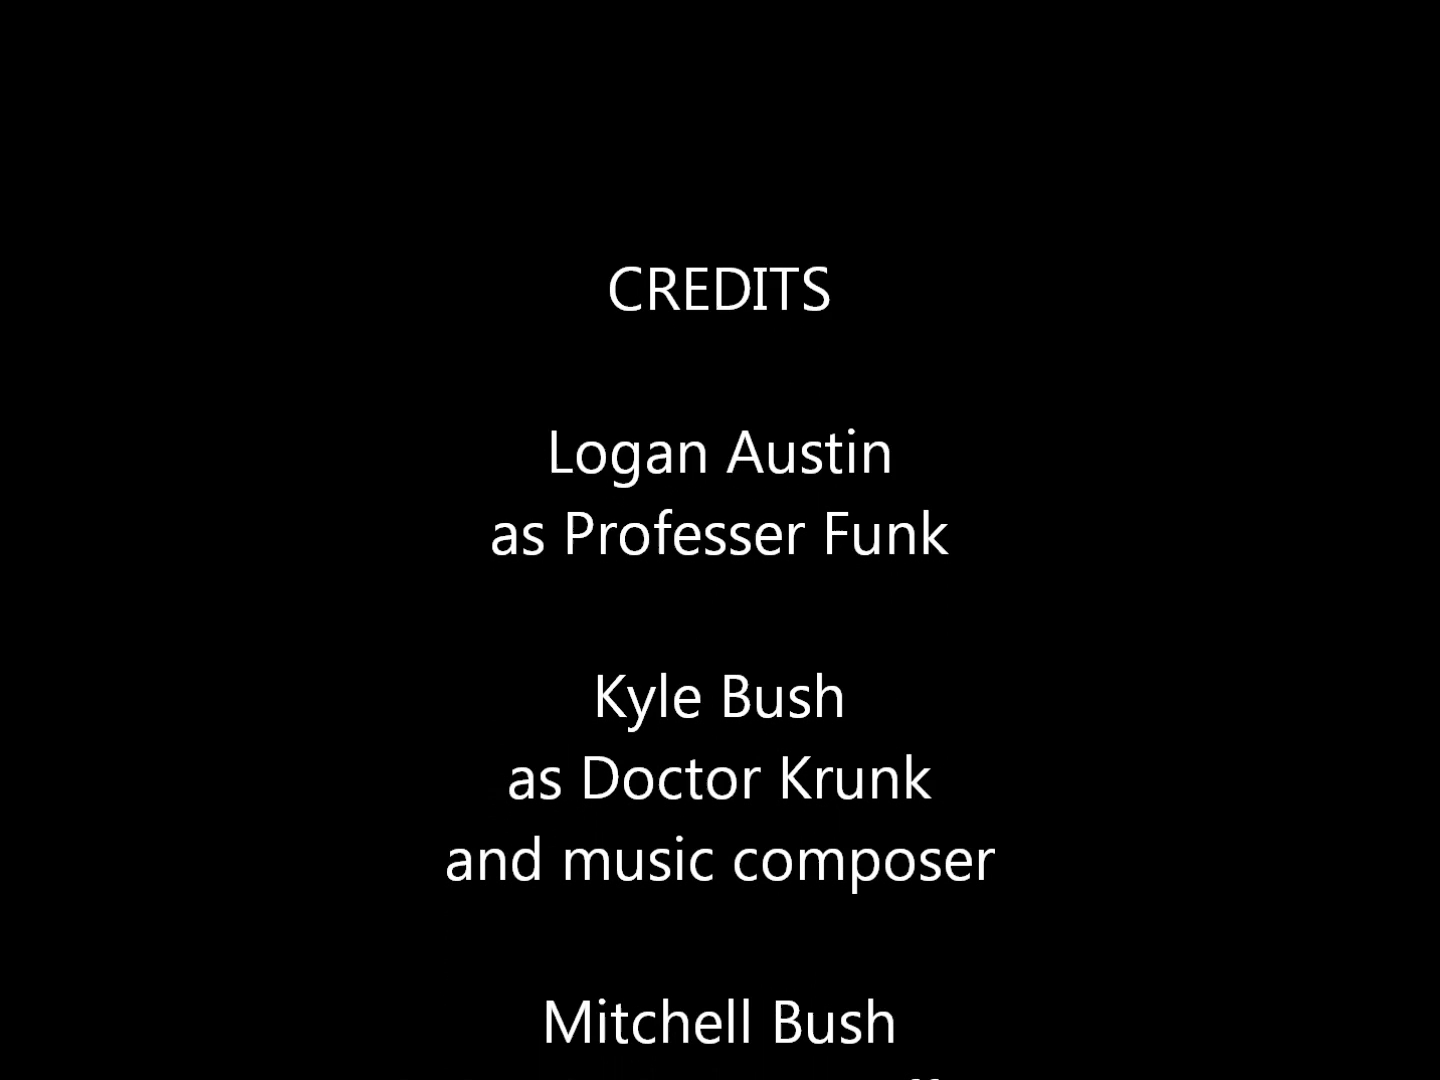 CREDITS
Logan Austin
as Professer Funk
Kyle Bush
as Doctor Krunk
and music composer
Mitchell Bush